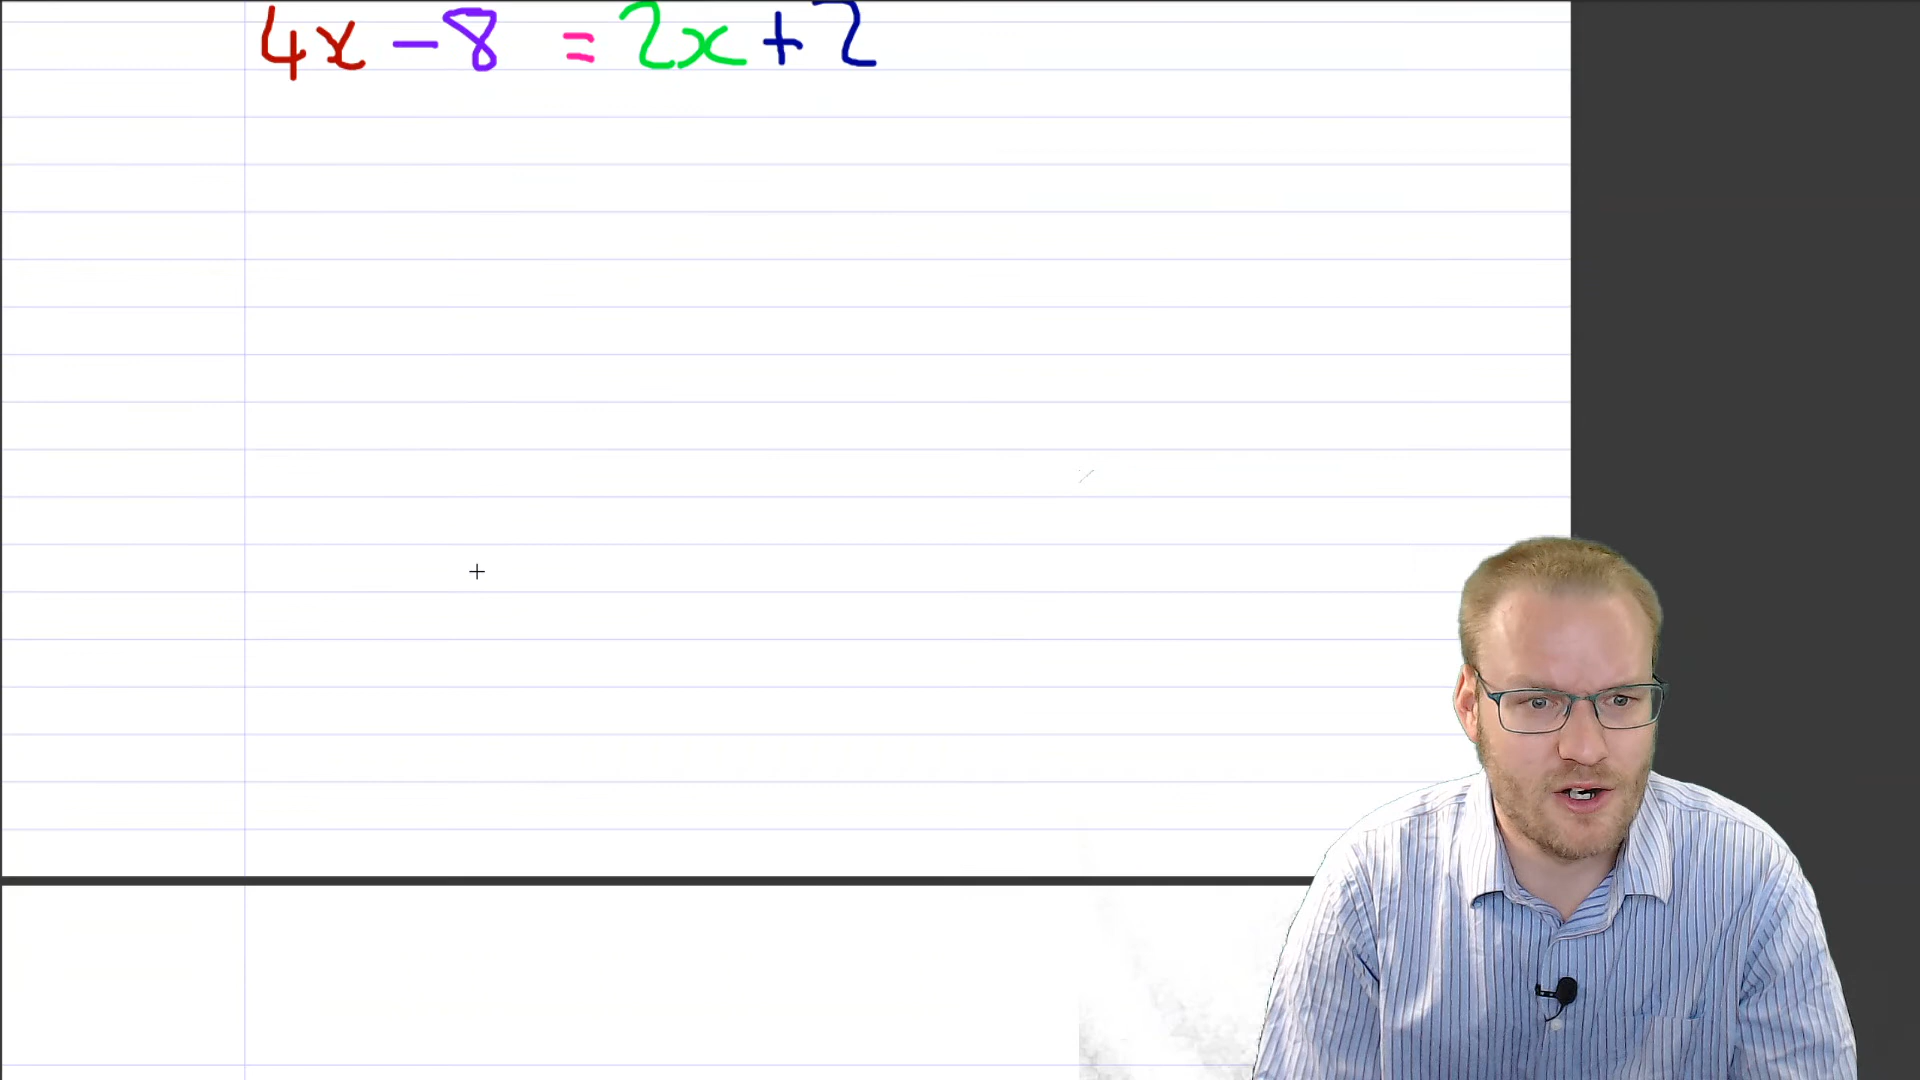 4x - 8 = 2x + 2